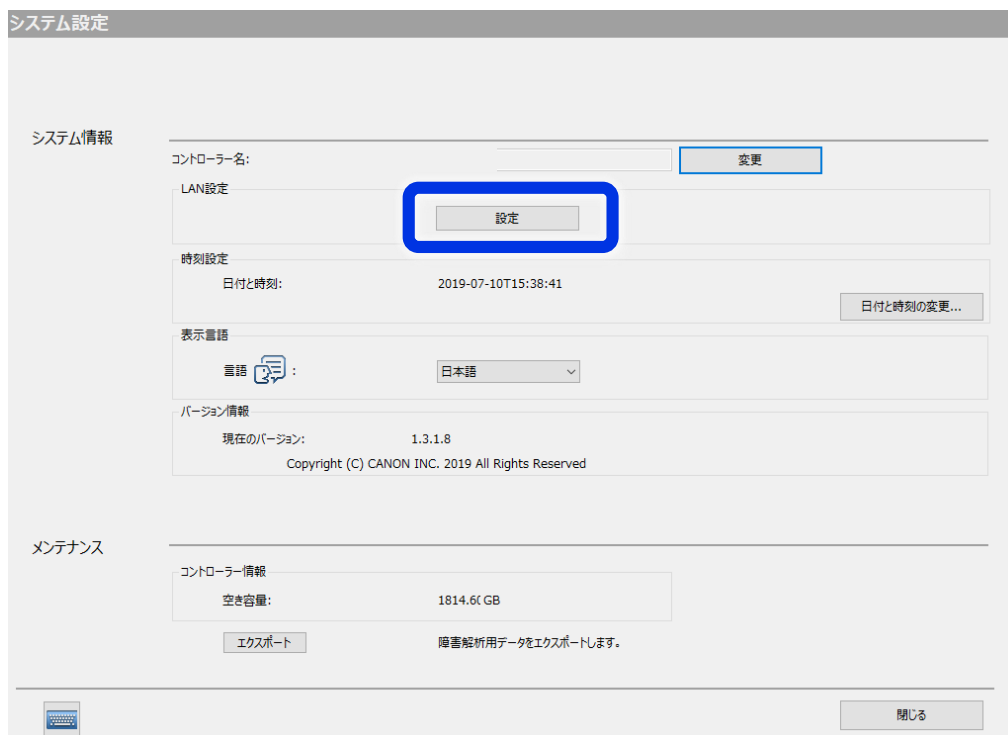 システム設定
システム情報
コントローラー名:
変更
LAN設定
設定
時刻設定
日付と時刻:
2019-07-10T15:38:41
日付と時刻の変更...
表示言語
言語 :
日本語
バージョン情報
現在のバージョン:
1.3.1.8
Copyright (C) CANON INC. 2019 All Rights Reserved
メンテナンス
コントローラー情報
空き容量:
1814.6( GB
エクスポート
障害解析用データをエクスポートします。
閉じる